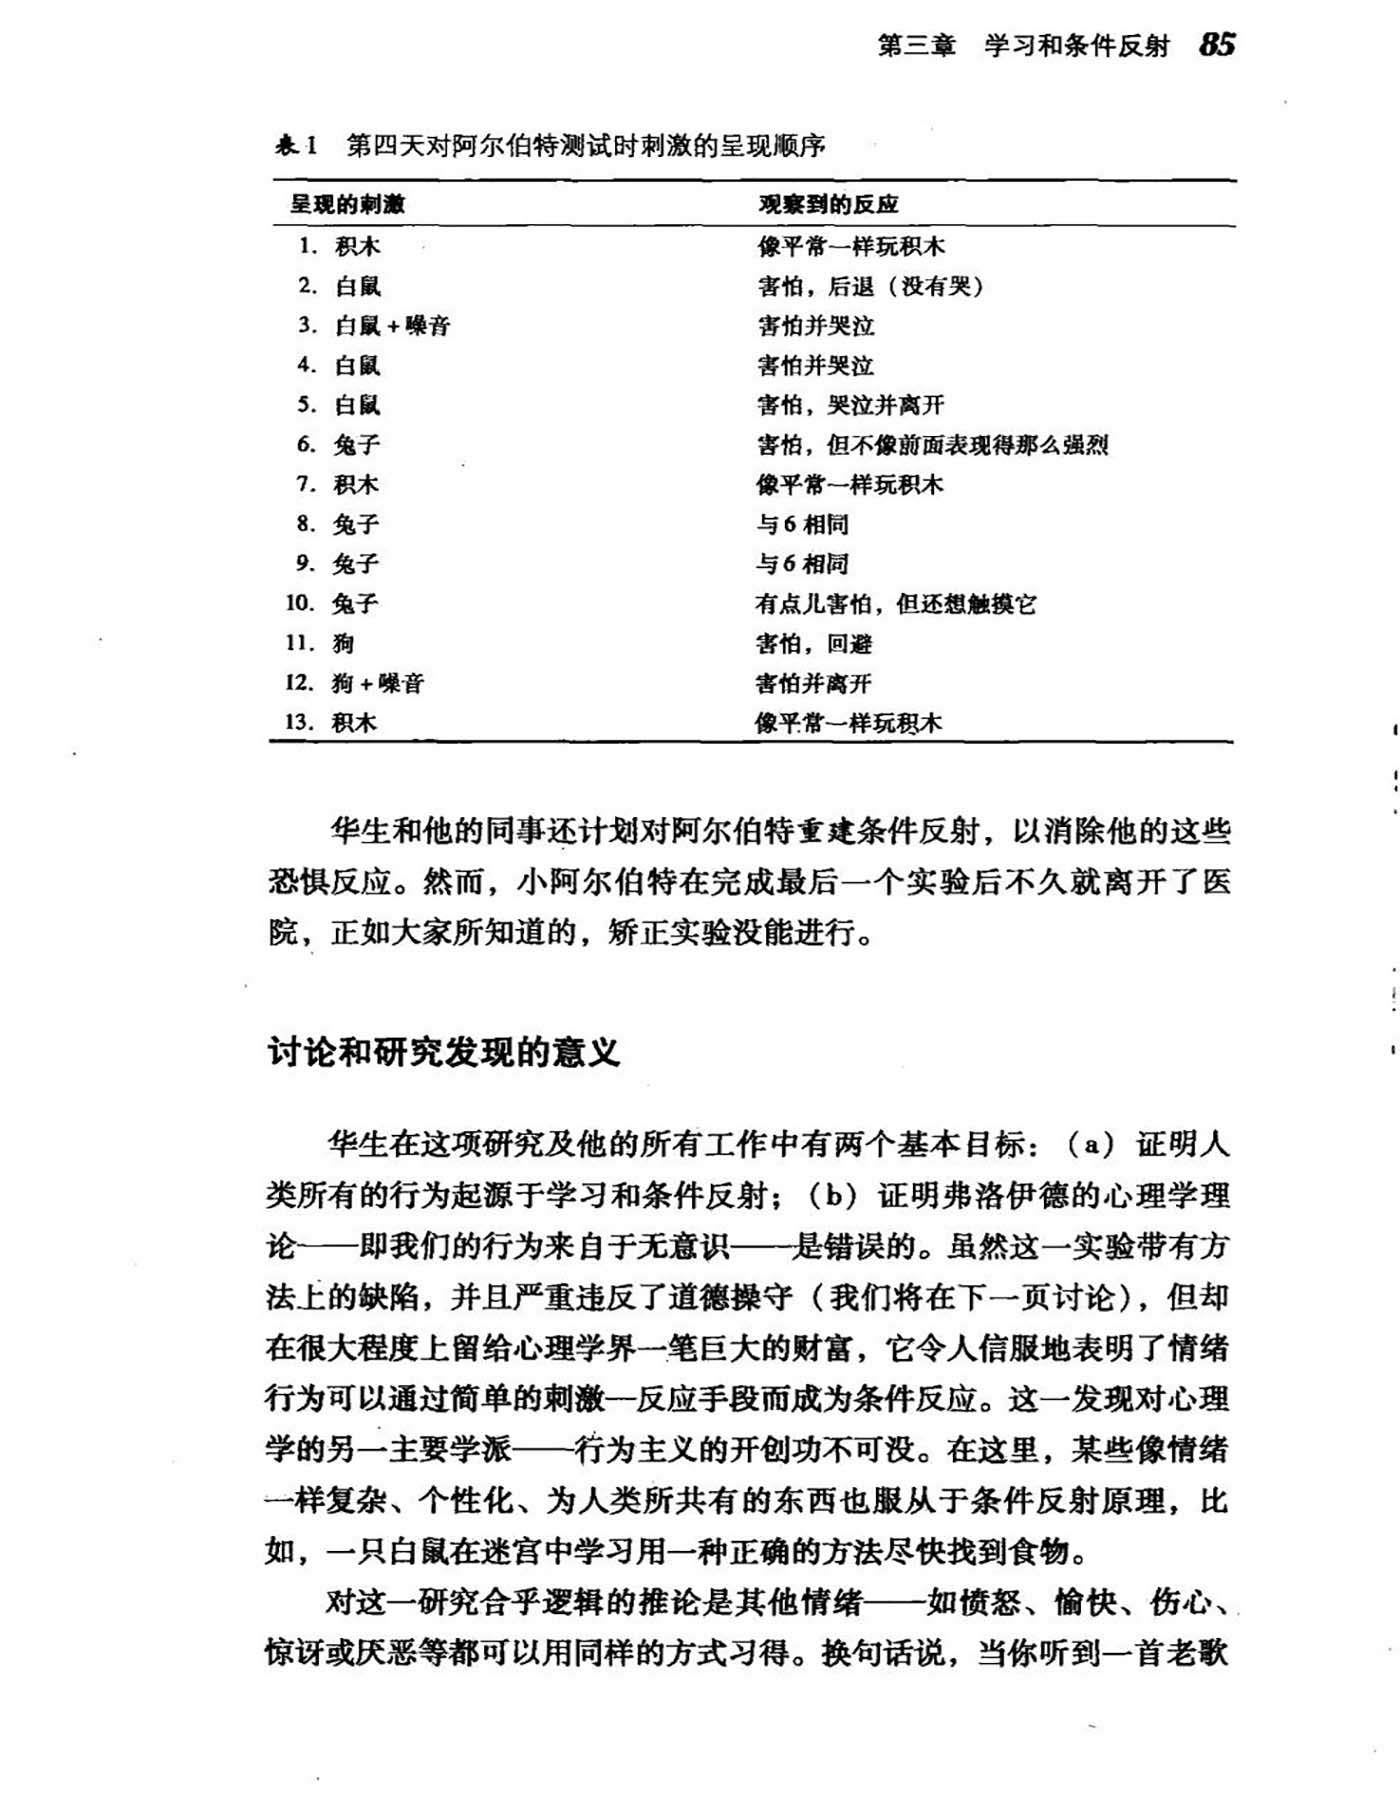 第三章 学习和条件反射 85
表1 第四天对阿尔伯特测试时刺激的呈现顺序
呈现的刺激 观察到的反应
1. 积木 像平常一样玩积木
2. 白鼠 害怕，后退（没有哭）
3. 白鼠+噪音 害怕并哭泣
4. 白鼠 害怕并哭泣
5. 白鼠 害怕，哭泣并离开
6. 兔子 害怕，但不像前面表现得那么强烈
7. 积木 像平常一样玩积木
8. 兔子 与6相同
9. 兔子 与6相同
10. 兔子 有点儿害怕，但还想触摸它
11. 狗 害怕，回避
12. 狗+噪音 害怕并离开
13. 积木 像平常一样玩积木
华生和他的同事还计划对阿尔伯特重建条件反射，以消除他的这些
恐惧反应。然而，小阿尔伯特在完成最后一个实验后不久就离开了医
院，正如大家所知道的，矫正实验没能进行。
讨论和研究发现的意义
华生在这项研究及他的所有工作中有两个基本目标：（a）证明人
类所有的行为起源于学习和条件反射；（b）证明弗洛伊德的心理学理
论——即我们的行为来自于无意识——是错误的。虽然这一实验带有方
法上的缺陷，并且严重违反了道德操守（我们将在下一页讨论），但却
在很大程度上留给心理学界一笔巨大的财富，它令人信服地表明了情绪
行为可以通过简单的刺激—反应手段而成为条件反应。这一发现对心理
学的另一主要学派——行为主义的开创功不可没。在这里，某些像情绪
一样复杂、个性化、为人类所共有的东西也服从于条件反射原理，比
如，一只白鼠在迷宫中学习用一种正确的方法尽快找到食物。
对这一研究合乎逻辑的推论是其他情绪——如愤怒、愉快、伤心、
惊讶或厌恶等都可以用同样的方式习得。换句话说，当你听到一首老歌